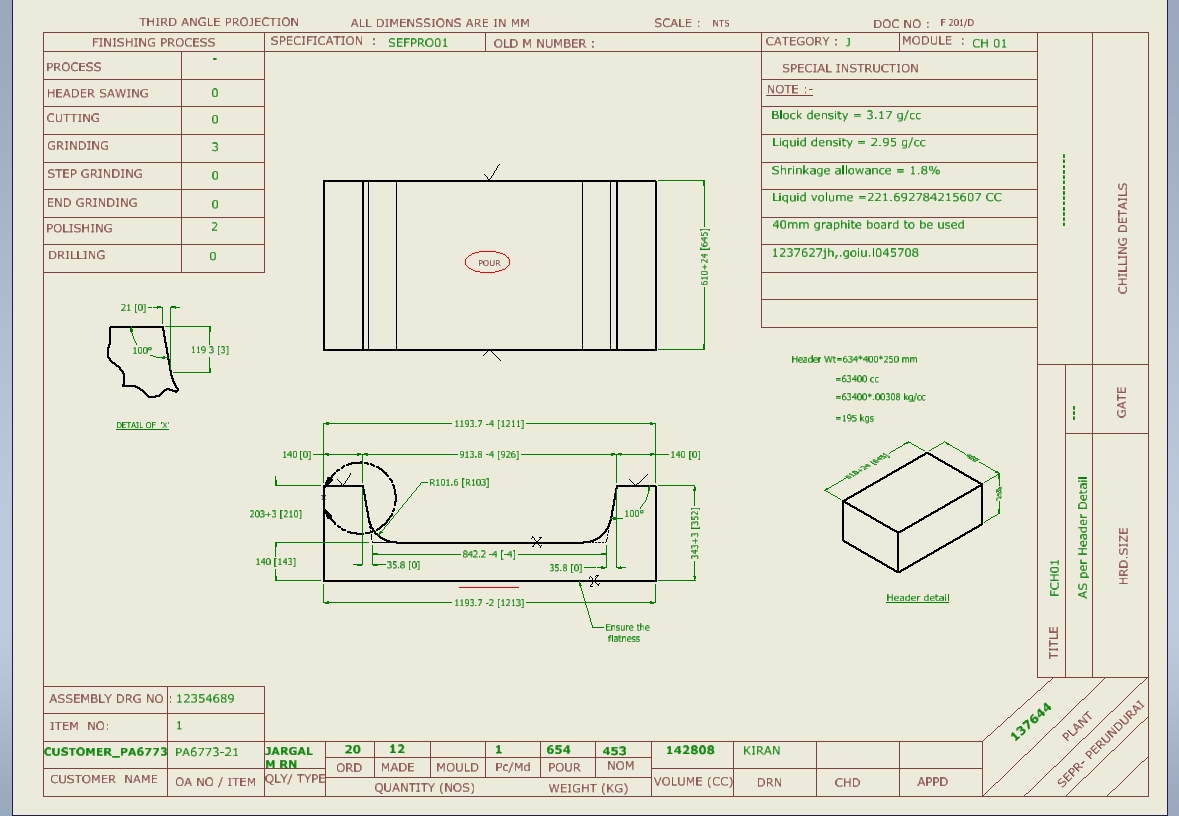 THIRD ANGLE PROJECTION ALL DIMENSSIONS ARE IN MM SCALE : NTS DOC NO : F 201/D
FINISHING PROCESS
SPECIFICATION : SEFPRO01
OLD M NUMBER :
CATEGORY : J
MODULE : CH 01
PROCESS -
HEADER SAWING 0
CUTTING 0
GRINDING 3
STEP GRINDING 0
END GRINDING 0
POLISHING 2
DRILLING 0
SPECIAL INSTRUCTION
NOTE :-
Block density = 3.17 g/cc
Liquid density = 2.95 g/cc
Shrinkage allowance = 1.8%
Liquid volume =221.692784215607 CC
40mm graphite board to be used
1237627jh,.goiu.l045708
CHILLING DETAILS
POUR
610+24 [645]
21 [0]
100°
119 3 [3]
DETAIL OF 'X'
Header Wt=634*400*250 mm
=63400 cc
=63400*.00308 kg/cc
=195 kgs
GATE
---
1193.7 -4 [1211]
140 [0]
913.8 -4 [926]
140 [0]
R101.6 [R103]
203+3 [210]
100°
343+3 [352]
842.2 -4 [-4]
140 [143]
35.8 [0]
35.8 [0]
1193.7 -2 [1213]
Ensure the
flatness
610+24 [645]
Header detail
TITLE FCH01
AS per Header Detail
HRD.SIZE
ASSEMBLY DRG NO : 12354689
ITEM NO: 1
CUSTOMER_PA6773 PA6773-21
JARGAL
M RN
20 12 1 654 453 142808 KIRAN
ORD MADE MOULD Pc/Md POUR NOM
CUSTOMER NAME OA NO / ITEM QLY/ TYPE
QUANTITY (NOS) WEIGHT (KG)
VOLUME (CC) DRN CHD APPD
137644
PLANT
SEPR- PERUNDURAI